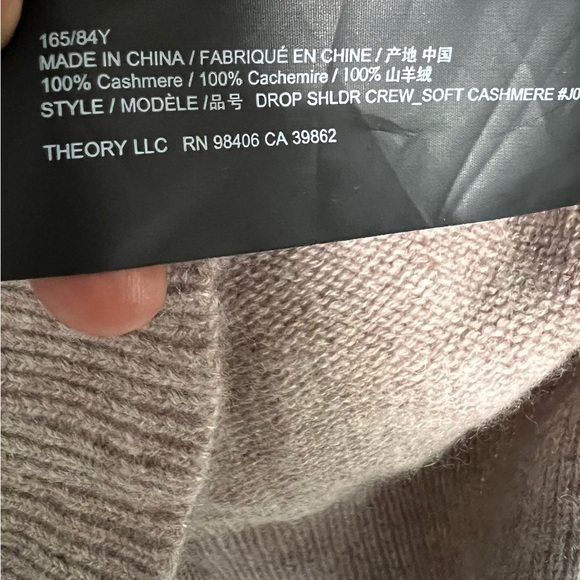 165/84Y
MADE IN CHINA / FABRIQUÉ EN CHINE / 产地 中国
100% Cashmere / 100% Cachemire / 100% 山羊绒
STYLE / MODÈLE /品号 DROP SHLDR CREW_SOFT CASHMERE #J0
THEORY LLC RN 98406 CA 39862